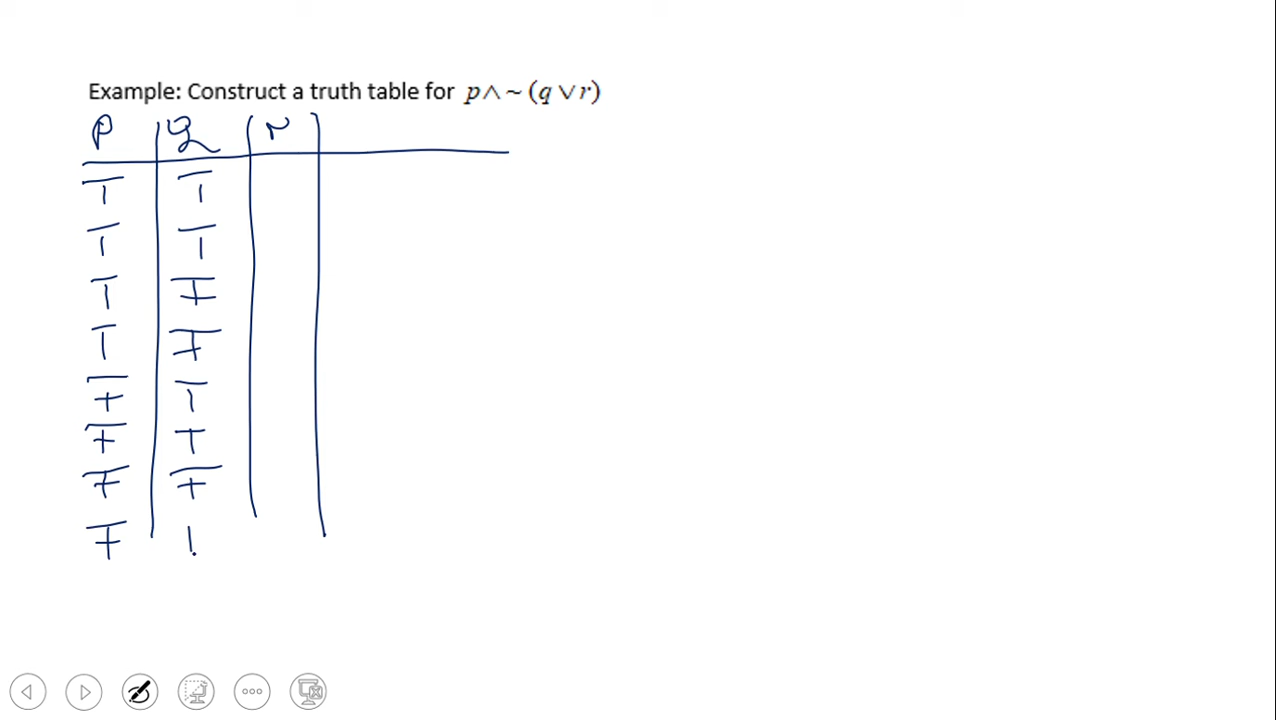 Example: Construct a truth table for p∧~(q∨r)
P q r
T T
T T
T F
T F
F T
F T
F F
F